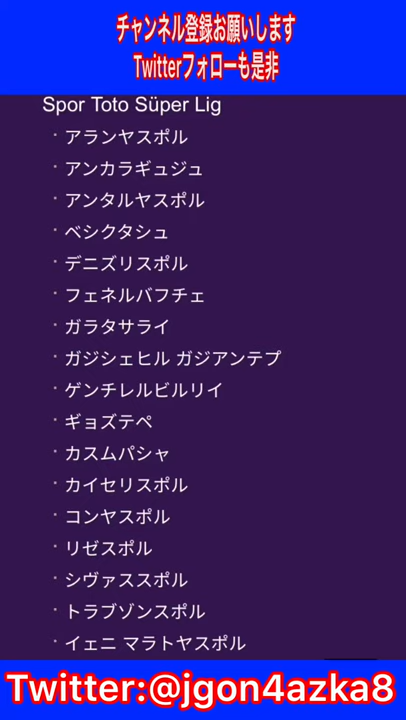 チャンネル登録お願いします
Twitterフォローも是非
Spor Toto Süper Lig
・アランヤスポル
・アンカラギュジュ
・アンタルヤスポル
・ベシクタシュ
・デニズリスポル
・フェネルバフチェ
・ガラタサライ
・ガジシェヒル ガジアンテプ
・ゲンチレルビルリイ
・ギョズテペ
・カスムパシャ
・カイセリスポル
・コンヤスポル
・リゼスポル
・シヴァススポル
・トラブゾンスポル
・イェニ マラトヤスポル
Twitter:@jgon4azka8